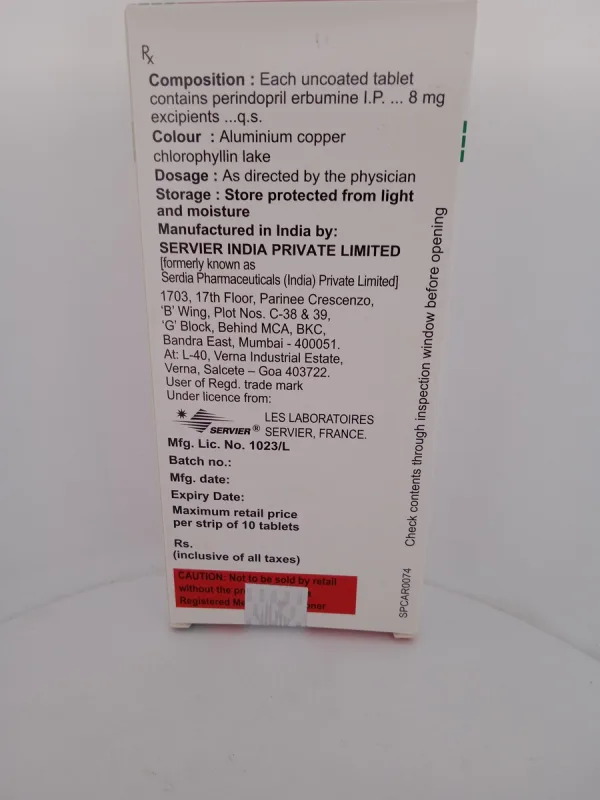 Rx
Composition : Each uncoated tablet
contains perindopril erbumine I.P. ... 8 mg
excipients ...q.s.
Colour : Aluminium copper
chlorophyllin lake
Dosage : As directed by the physician
Storage : Store protected from light
and moisture
Manufactured in India by:
SERVIER INDIA PRIVATE LIMITED
[formerly known as
Serdia Pharmaceuticals (India) Private Limited]
1703, 17th Floor, Parinee Crescenzo,
‘B’ Wing, Plot Nos. C-38 & 39,
‘G’ Block, Behind MCA, BKC,
Bandra East, Mumbai - 400051.
At: L-40, Verna Industrial Estate,
Verna, Salcete – Goa 403722.
User of Regd. trade mark
Under licence from:
SERVIER ®
LES LABORATOIRES
SERVIER, FRANCE.
Mfg. Lic. No. 1023/L
Batch no.:
Mfg. date:
Expiry Date:
Maximum retail price
per strip of 10 tablets
Rs.
(inclusive of all taxes)
CAUTION: Not to be sold by retail
without the
Registered
Check contents through inspection window before opening
SPCAR0074